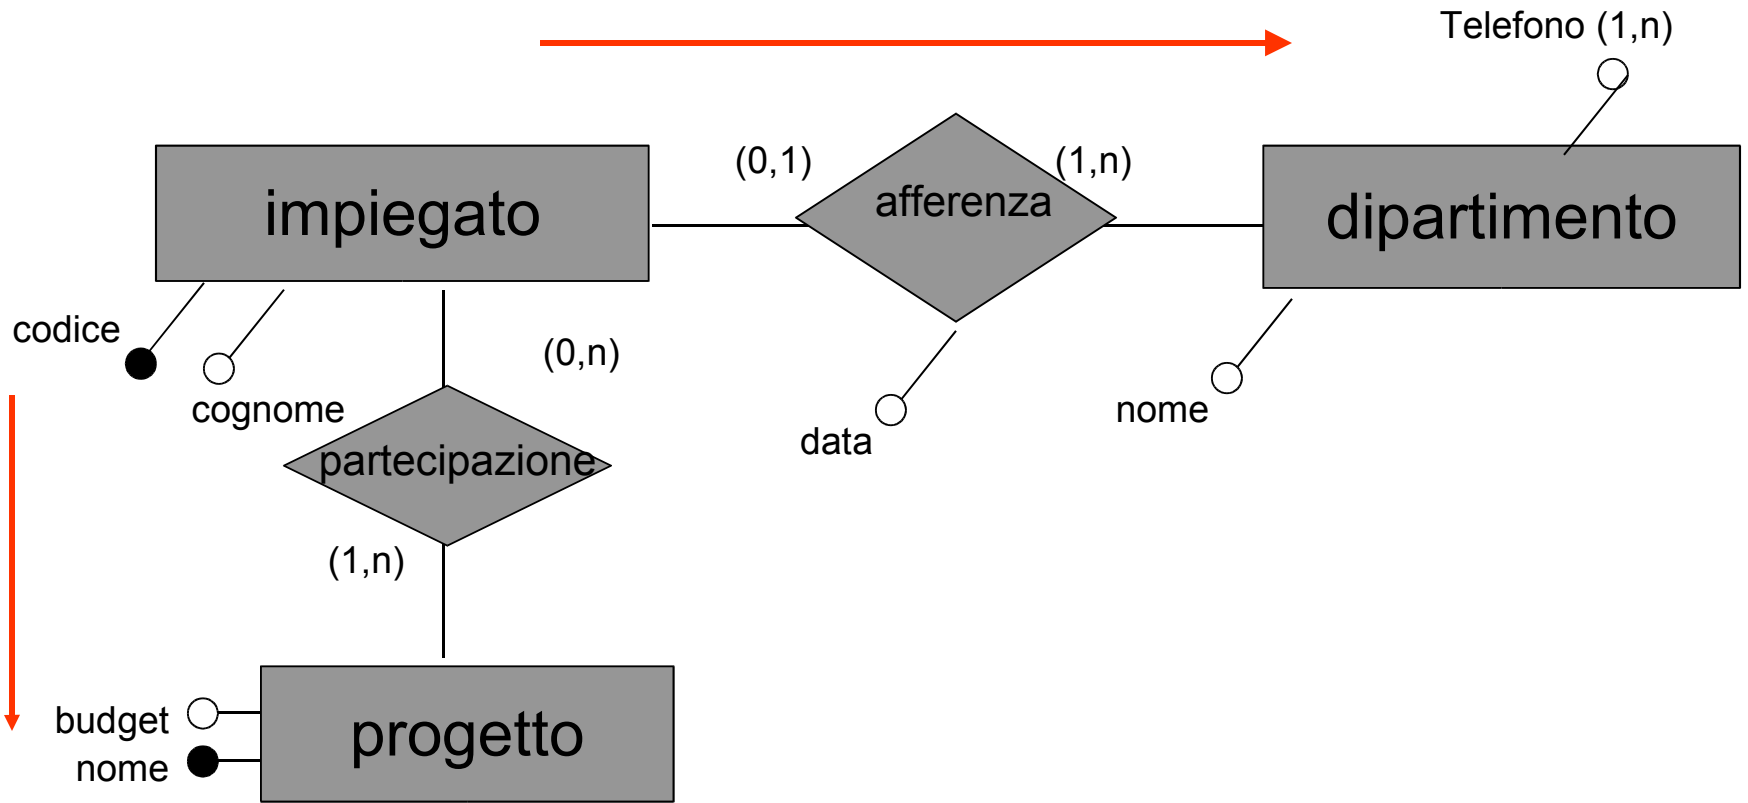 Telefono (1,n)
impiegato
(0,1)
afferenza
(1,n)
dipartimento
codice
cognome
(0,n)
data
nome
partecipazione
(1,n)
budget
nome
progetto